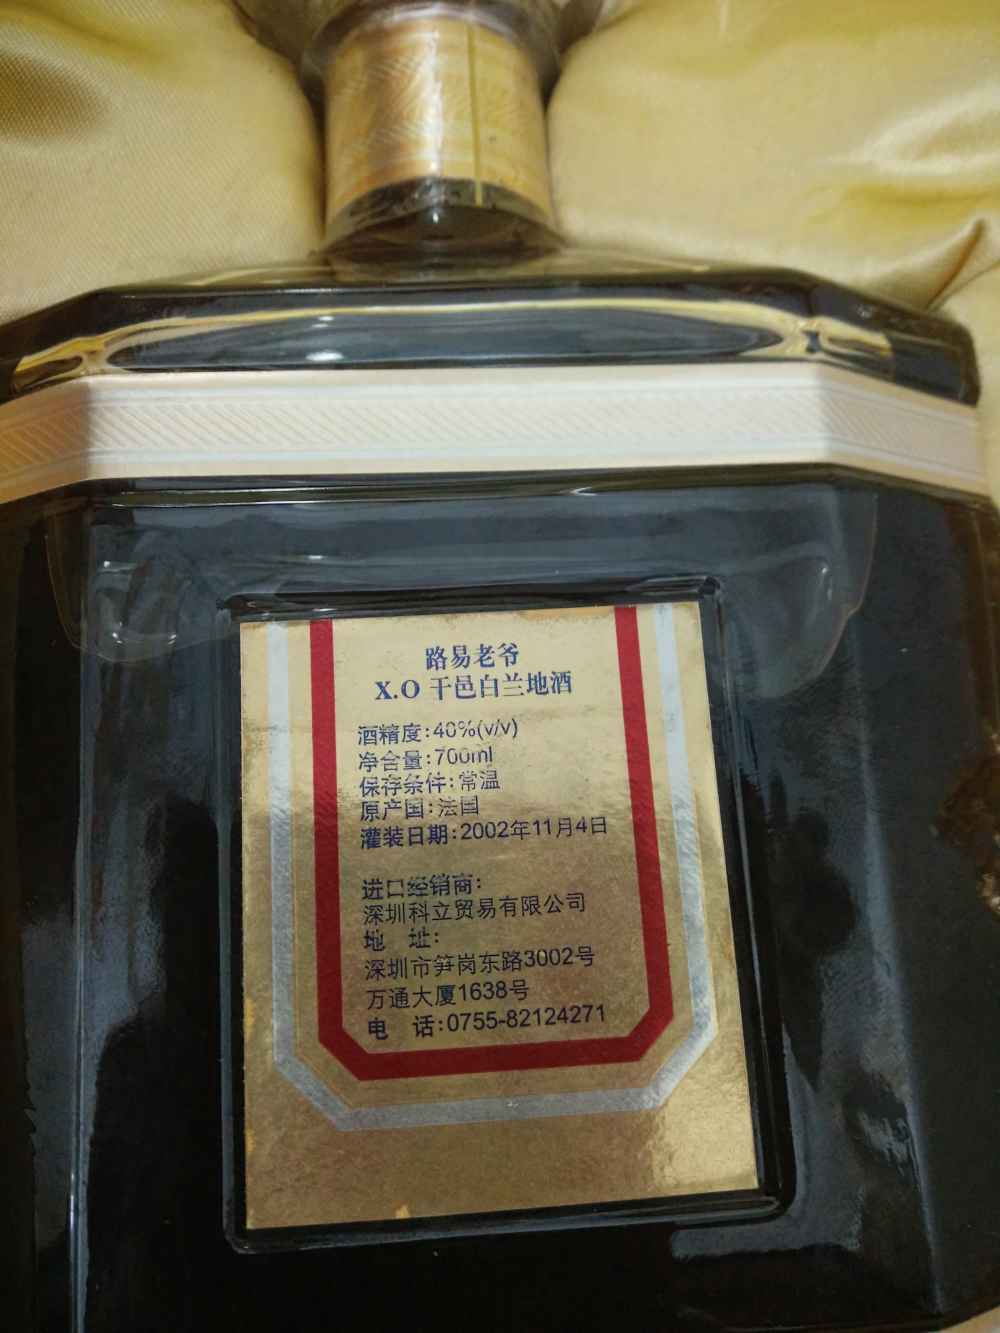 路易老爷
X.O 干邑白兰地酒
酒精度:40%(v/v)
净含量:700ml
保存条件:常温
原产国:法国
灌装日期:2002年11月4日
进口经销商:
深圳科立贸易有限公司
地 址:
深圳市笋岗东路3002号
万通大厦1638号
电 话:0755-82124271